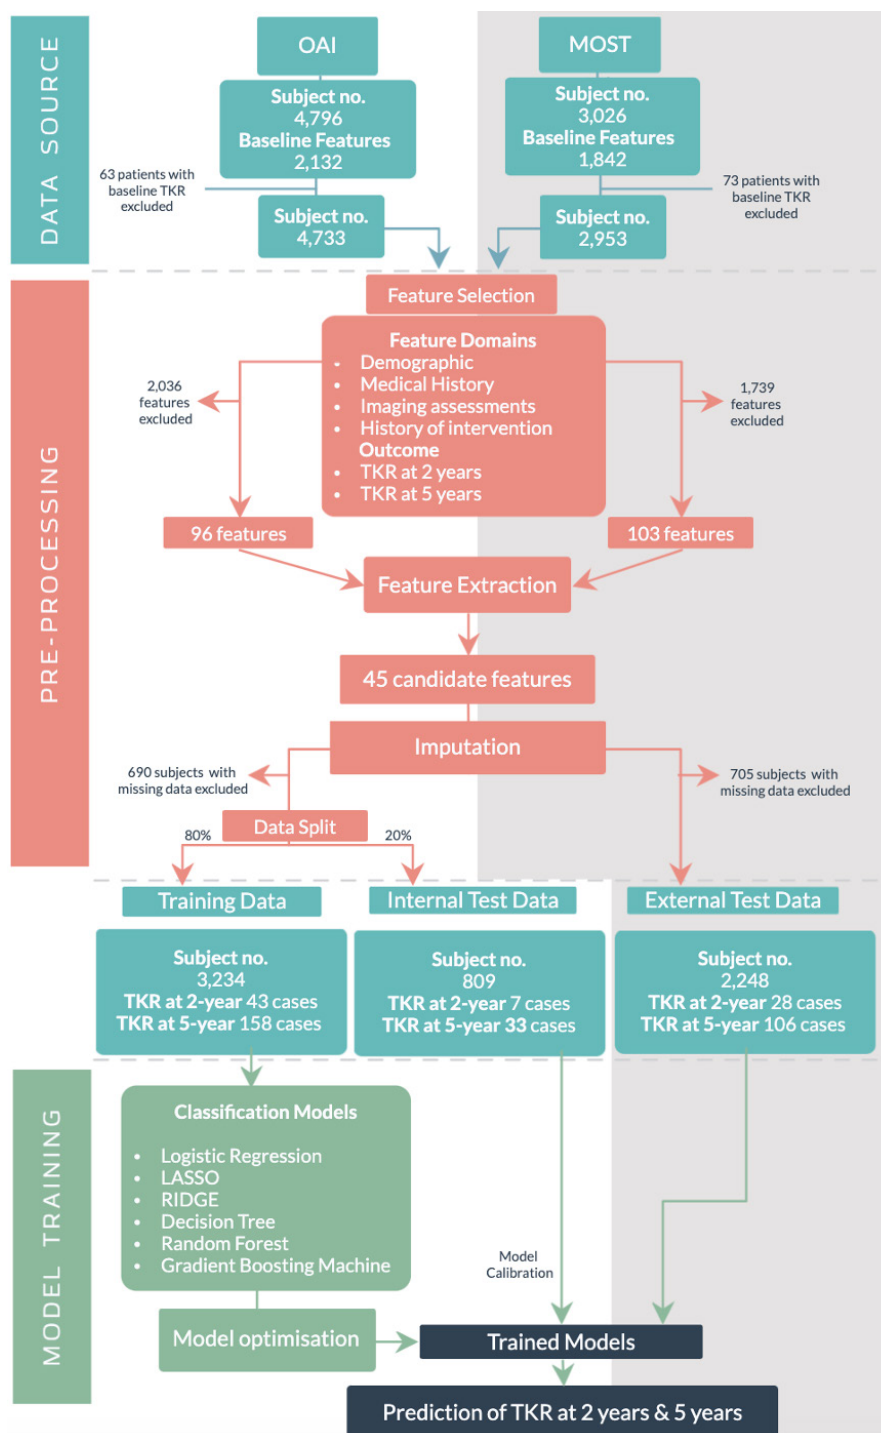 DATA SOURCE
OAI
MOST
Subject no.
4,796
Baseline Features
2,132
Subject no.
3,026
Baseline Features
1,842
63 patients with
baseline TKR
excluded
73 patients with
baseline TKR
excluded
Subject no.
4,733
Subject no.
2,953
PRE-PROCESSING
Feature Selection
Feature Domains
• Demographic
• Medical History
• Imaging assessments
• History of intervention
Outcome
• TKR at 2 years
• TKR at 5 years
2,036
features
excluded
1,739
features
excluded
96 features
103 features
Feature Extraction
45 candidate features
Imputation
690 subjects with
missing data excluded
705 subjects with
missing data excluded
Data Split
80%
20%
Training Data
Internal Test Data
External Test Data
Subject no.
3,234
TKR at 2-year 43 cases
TKR at 5-year 158 cases
Subject no.
809
TKR at 2-year 7 cases
TKR at 5-year 33 cases
Subject no.
2,248
TKR at 2-year 28 cases
TKR at 5-year 106 cases
MODEL TRAINING
Classification Models
• Logistic Regression
• LASSO
• RIDGE
• Decision Tree
• Random Forest
• Gradient Boosting Machine
Model
Calibration
Model optimisation
Trained Models
Prediction of TKR at 2 years & 5 years